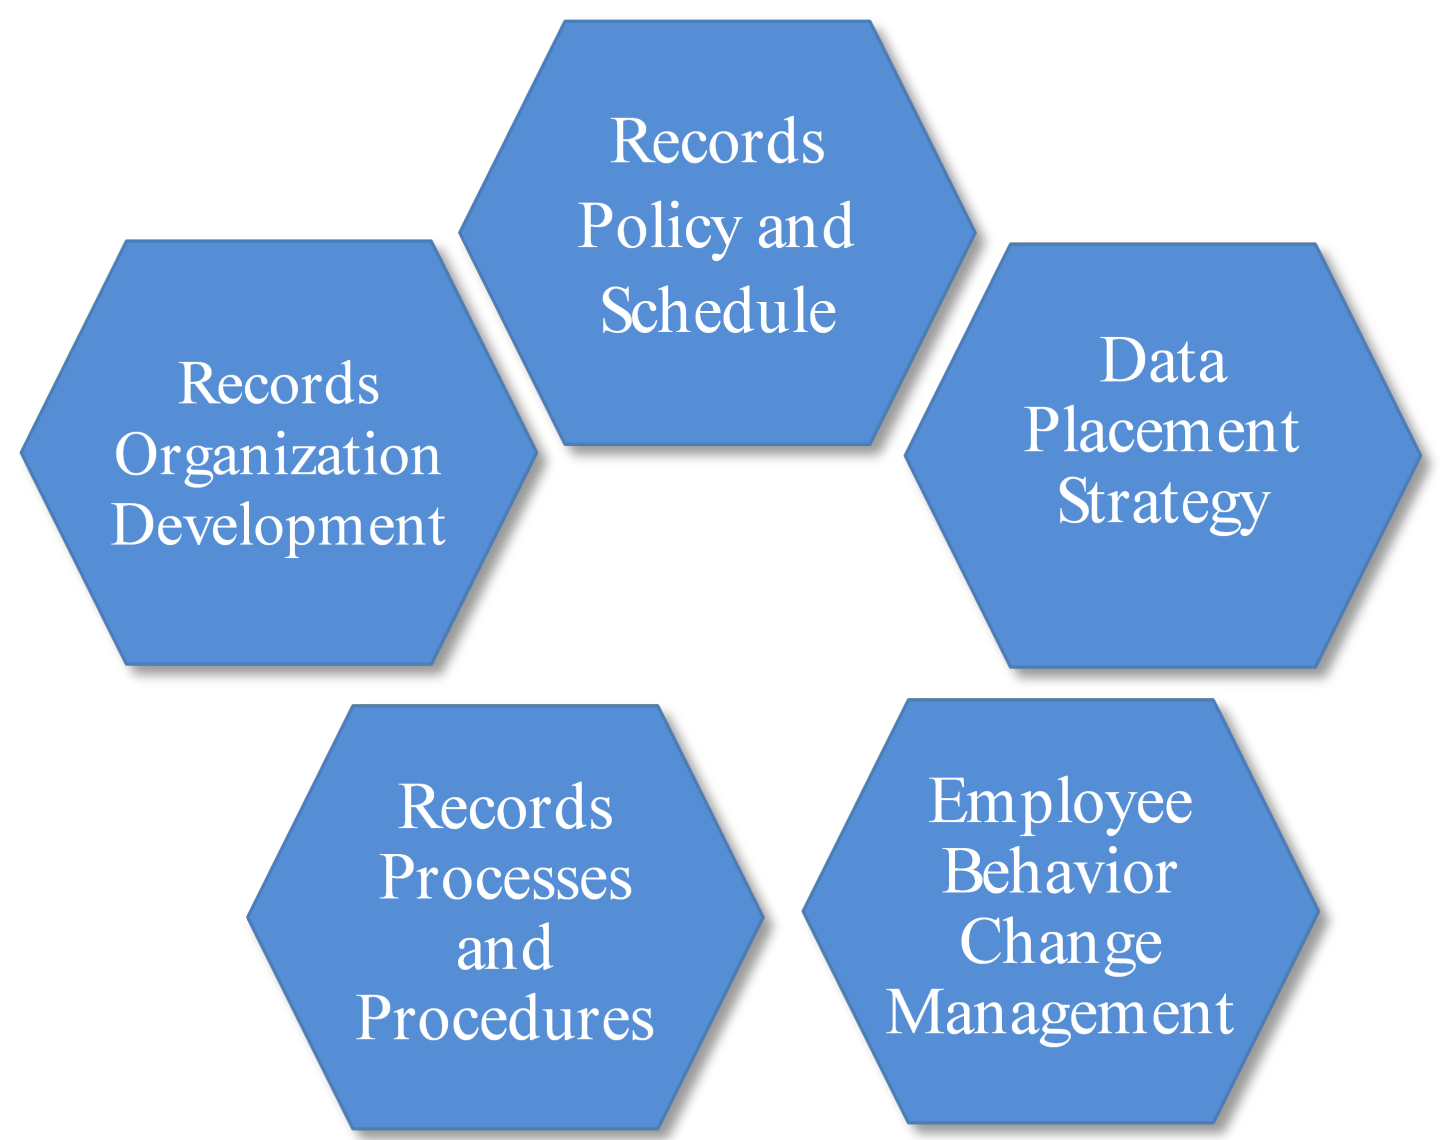 Records
Policy and
Schedule
Records
Organization
Development
Data
Placement
Strategy
Records
Processes
and
Procedures
Employee
Behavior
Change
Management